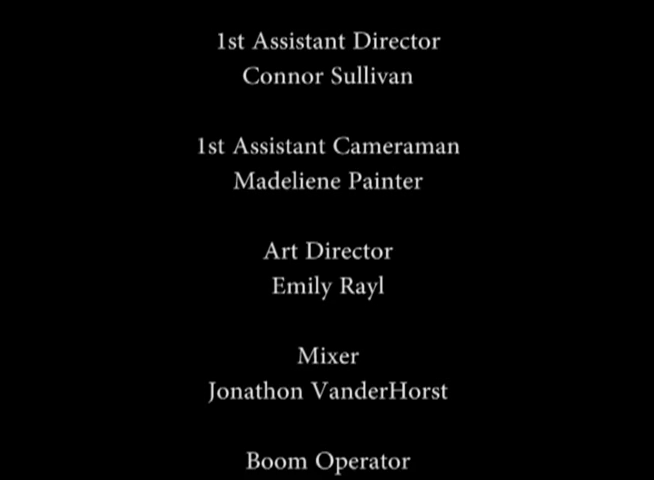 1st Assistant Director
Connor Sullivan
1st Assistant Cameraman
Madeliene Painter
Art Director
Emily Rayl
Mixer
Jonathon VanderHorst
Boom Operator